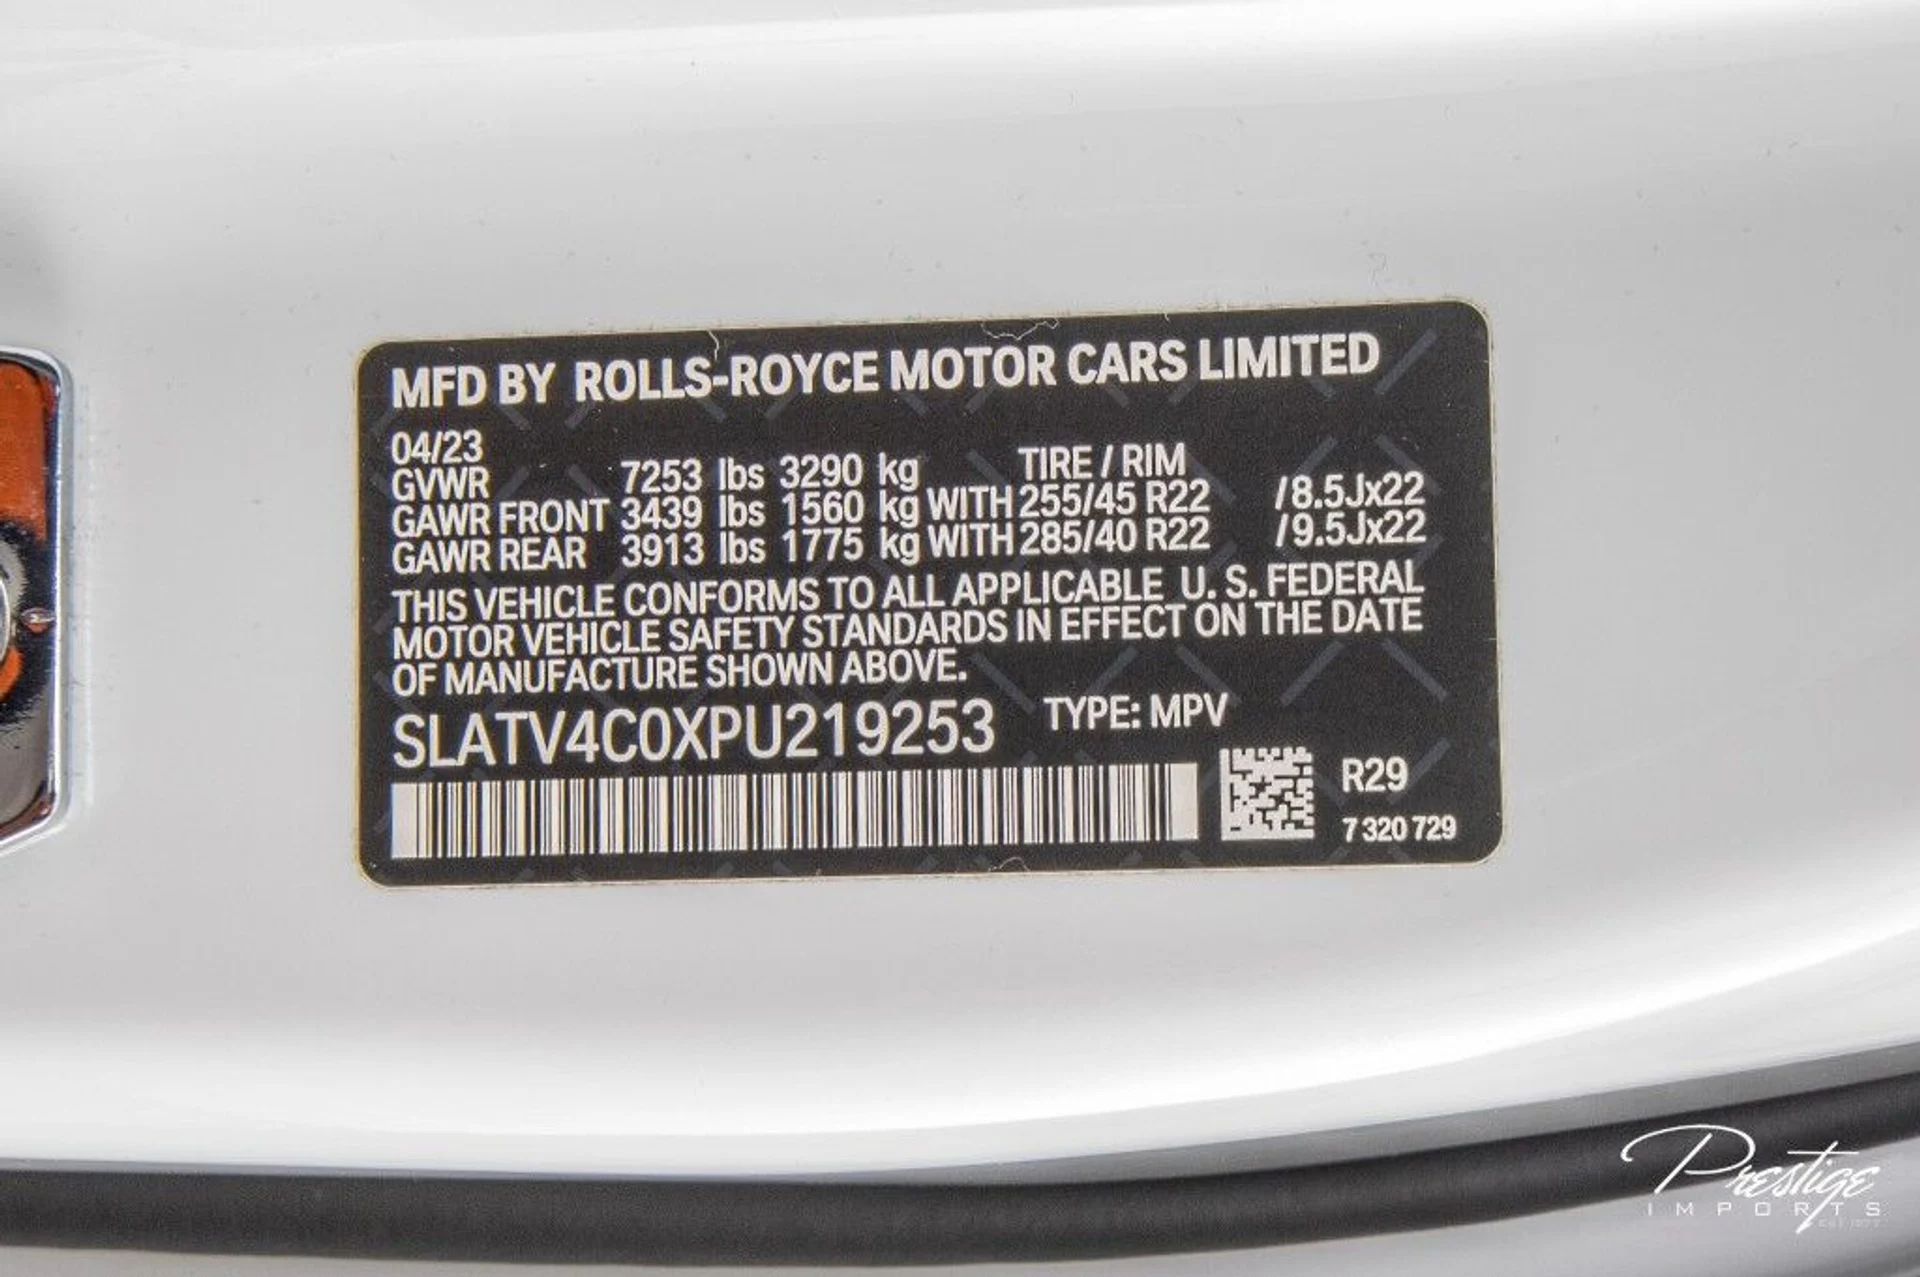 MFD BY ROLLS-ROYCE MOTOR CARS LIMITED
04/23
GVWR 7253 lbs 3290 kg TIRE / RIM
GAWR FRONT 3439 lbs 1560 kg WITH 255/45 R22 /8.5Jx22
GAWR REAR 3913 lbs 1775 kg WITH 285/40 R22 /9.5Jx22
THIS VEHICLE CONFORMS TO ALL APPLICABLE U. S. FEDERAL
MOTOR VEHICLE SAFETY STANDARDS IN EFFECT ON THE DATE
OF MANUFACTURE SHOWN ABOVE.
SLATV4C0XPU219253 TYPE: MPV
R29
7 320 729
Prestige
IMPORTS